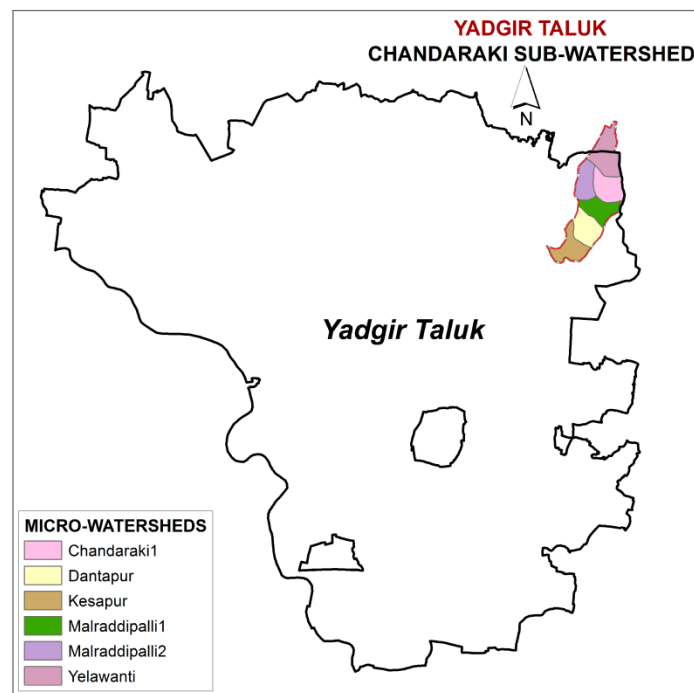 YADGIR TALUK
CHANDARAKI SUB-WATERSHED
N
Yadgir Taluk
MICRO-WATERSHEDS
Chandaraki1
Dantapur
Kesapur
Malraddipalli1
Malraddipalli2
Yelawanti